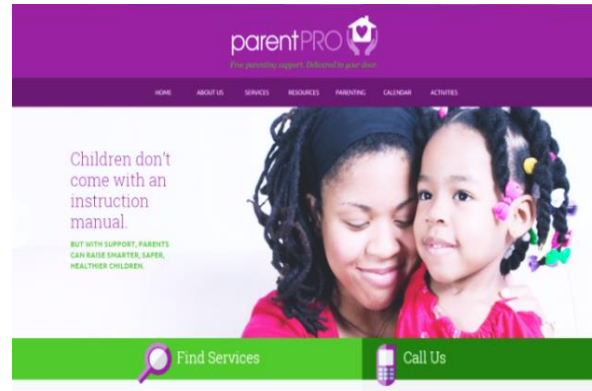 parentPRO
Free parenting support. Delivered to your door.
HOME ABOUT US SERVICES RESOURCES PARENTING CALENDAR ACTIVITIES
Children don't
come with an
instruction
manual.
BUT WITH SUPPORT, PARENTS
CAN RAISE SMARTER, SAFER,
HEALTHIER CHILDREN.
Find Services Call Us